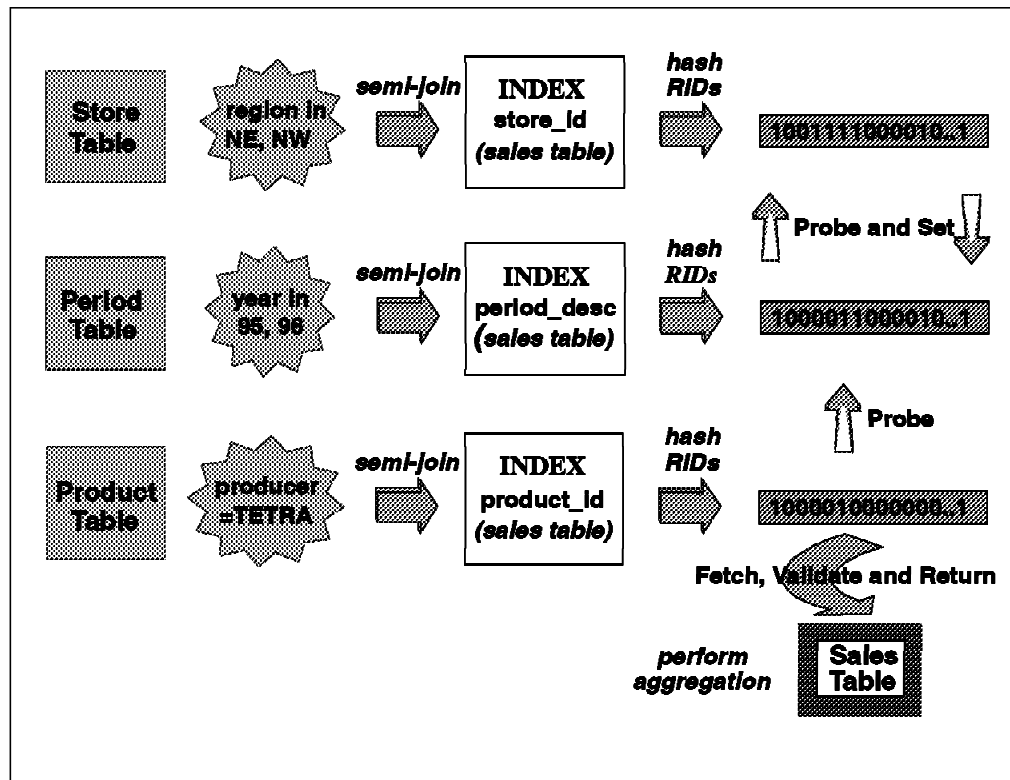 Store
Table
region in
NE, NW
semi-join
INDEX
store_id
(sales table)
hash
RIDs
1001111000010..1
Probe and Set
Period
Table
year in
95, 96
semi-join
INDEX
period_desc
(sales table)
hash
RIDs
1000011000010..1
Probe
Product
Table
producer
=TETRA
semi-join
INDEX
product_id
(sales table)
hash
RIDs
1000010000000..1
Fetch, Validate and Return
perform
aggregation
Sales
Table